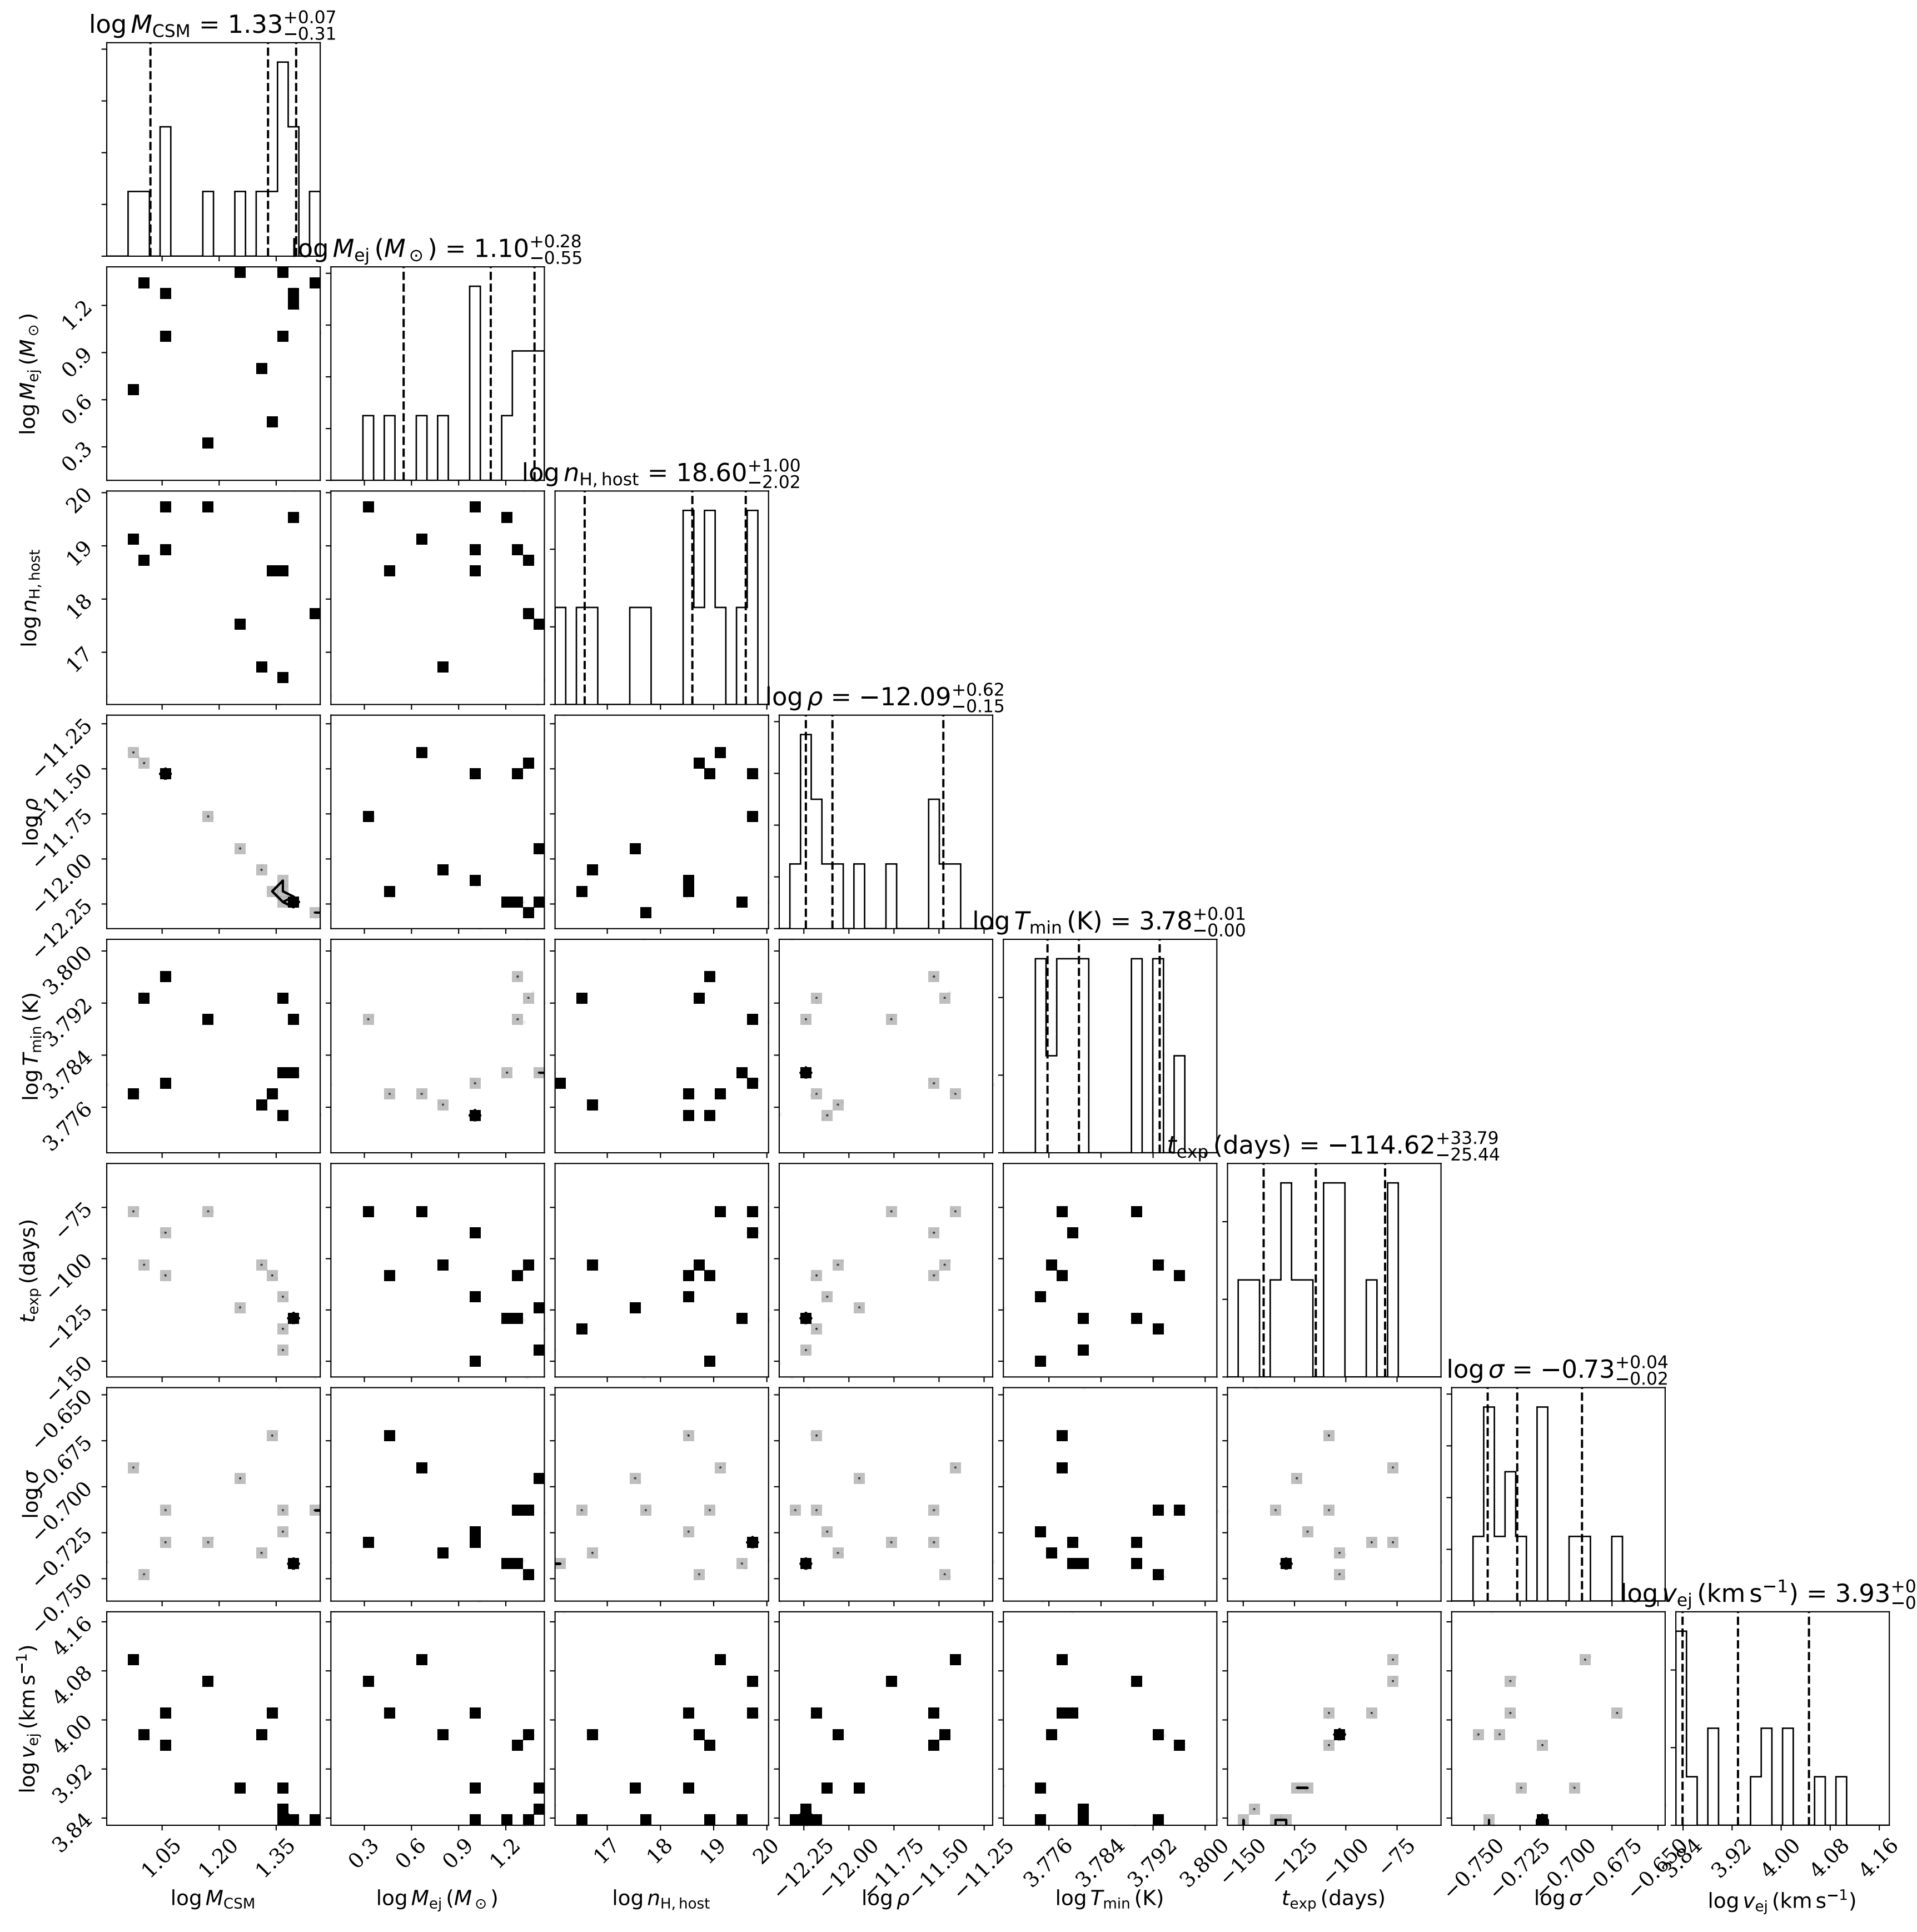 log M_CSM = 1.33 +0.07 −0.31
log M_ej (M_⊙) = 1.10 +0.28 −0.55
log M_ej (M_⊙)
1.2
0.9
0.6
0.3
log n_H, host = 18.60 +1.00 −2.02
log n_H, host
20
19
18
17
log ρ = −12.09 +0.62 −0.15
log ρ
−11.25
−11.50
−11.75
−12.00
−12.25
log T_min (K) = 3.78 +0.01 −0.00
log T_min (K)
3.800
3.792
3.784
3.776
t_exp (days) = −114.62 +33.79 −25.44
t_exp (days)
−75
−100
−125
−150
log σ = −0.73 +0.04 −0.02
log σ
−0.650
−0.675
−0.700
−0.725
−0.750
log v_ej (km s⁻¹) = 3.93 +0 −0
log v_ej (km s⁻¹)
4.16
4.08
4.00
3.92
3.84
1.05 1.20 1.35
0.3 0.6 0.9 1.2
17 18 19 20
−12.25 −12.00 −11.75 −11.50 −11.25
3.776 3.784 3.792 3.800
−150 −125 −100 −75
−0.750 −0.725 −0.700 −0.675 −0.650
3.84 3.92 4.00 4.08 4.16
log M_CSM
log M_ej (M_⊙)
log n_H, host
log ρ
log T_min (K)
t_exp (days)
log σ
log v_ej (km s⁻¹)